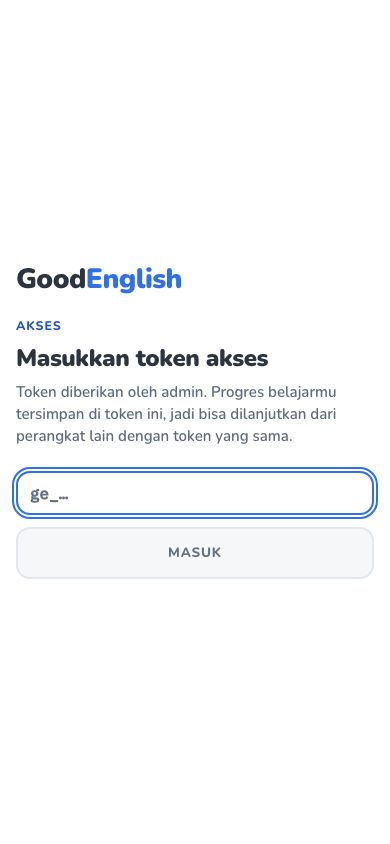 GoodEnglish
AKSES
Masukkan token akses
Token diberikan oleh admin. Progres belajarmu
tersimpan di token ini, jadi bisa dilanjutkan dari
perangkat lain dengan token yang sama.
ge_…
MASUK